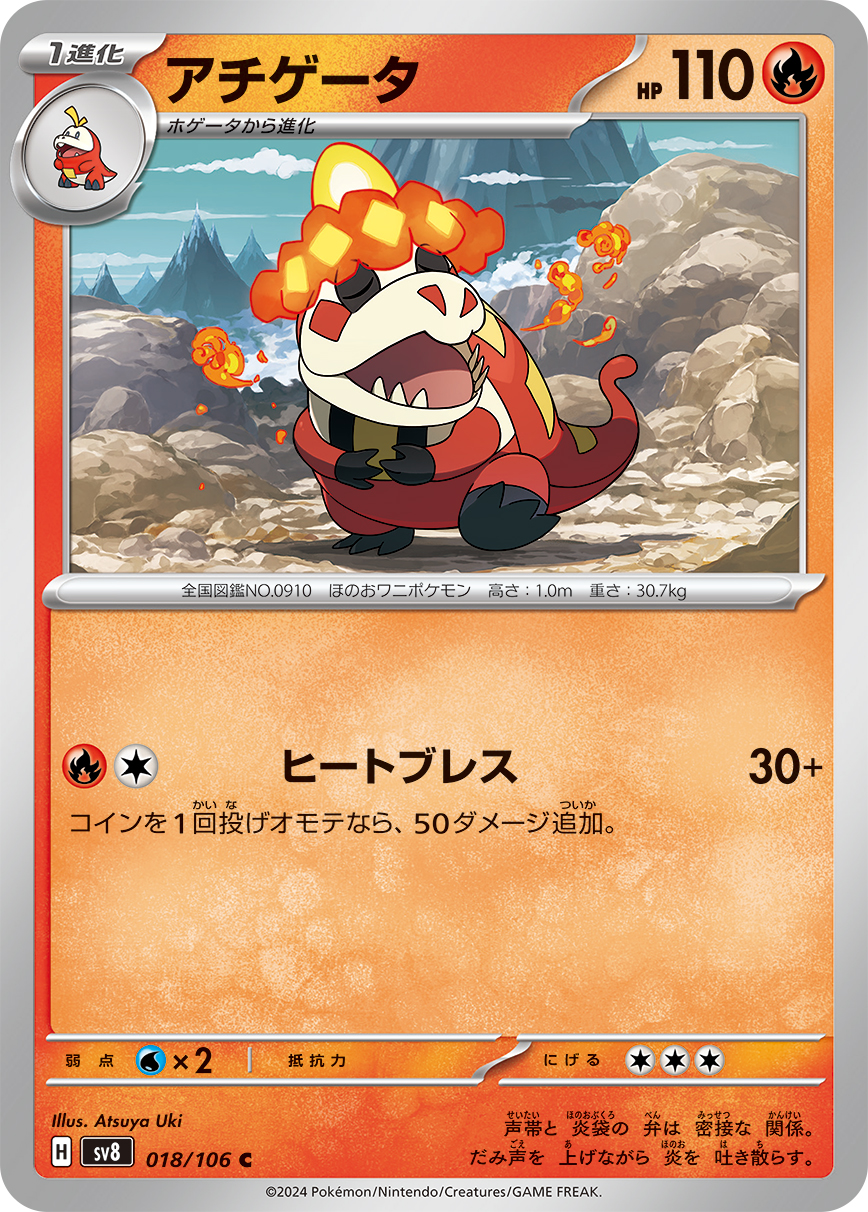 1進化
アチゲータ
HP 110
ホゲータから進化
全国図鑑NO.0910 ほのおワニポケモン 高さ：1.0m 重さ：30.7kg
ヒートブレス 30+
コインを1回投げオモテなら、50ダメージ追加。
弱点 ×2 抵抗力 にげる
Illus. Atsuya Uki
声帯と 炎袋の 弁は 密接な 関係。
だみ声を 上げながら 炎を 吐き散らす。
H sv8 018/106 C
©2024 Pokémon/Nintendo/Creatures/GAME FREAK.